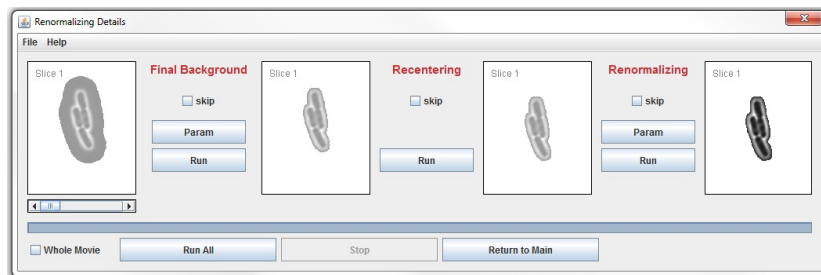 Renormalizing Details
File Help
Slice 1
Final Background
skip
Param
Run
Slice 1
Recentering
skip
Run
Slice 1
Renormalizing
skip
Param
Run
Slice 1
Whole Movie
Run All
Stop
Return to Main